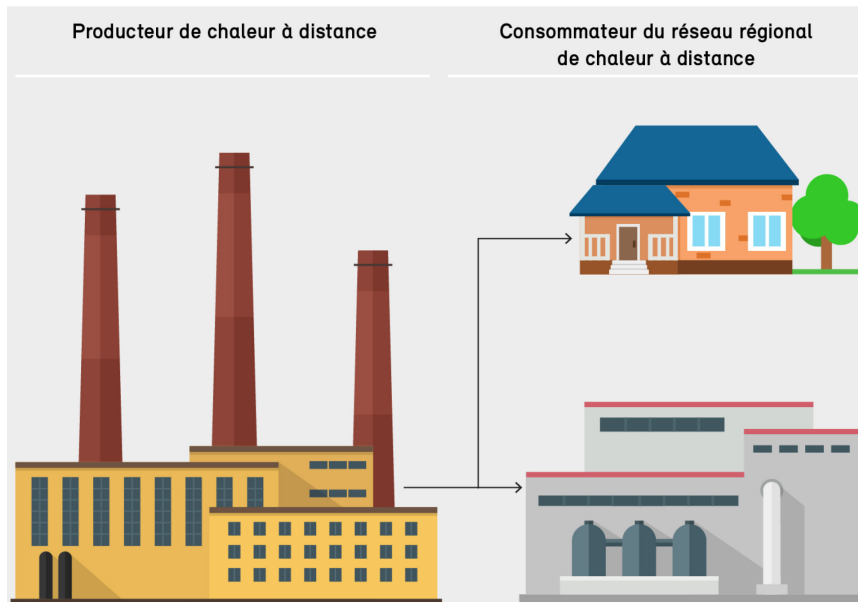 Producteur de chaleur à distance
Consommateur du réseau régional
de chaleur à distance